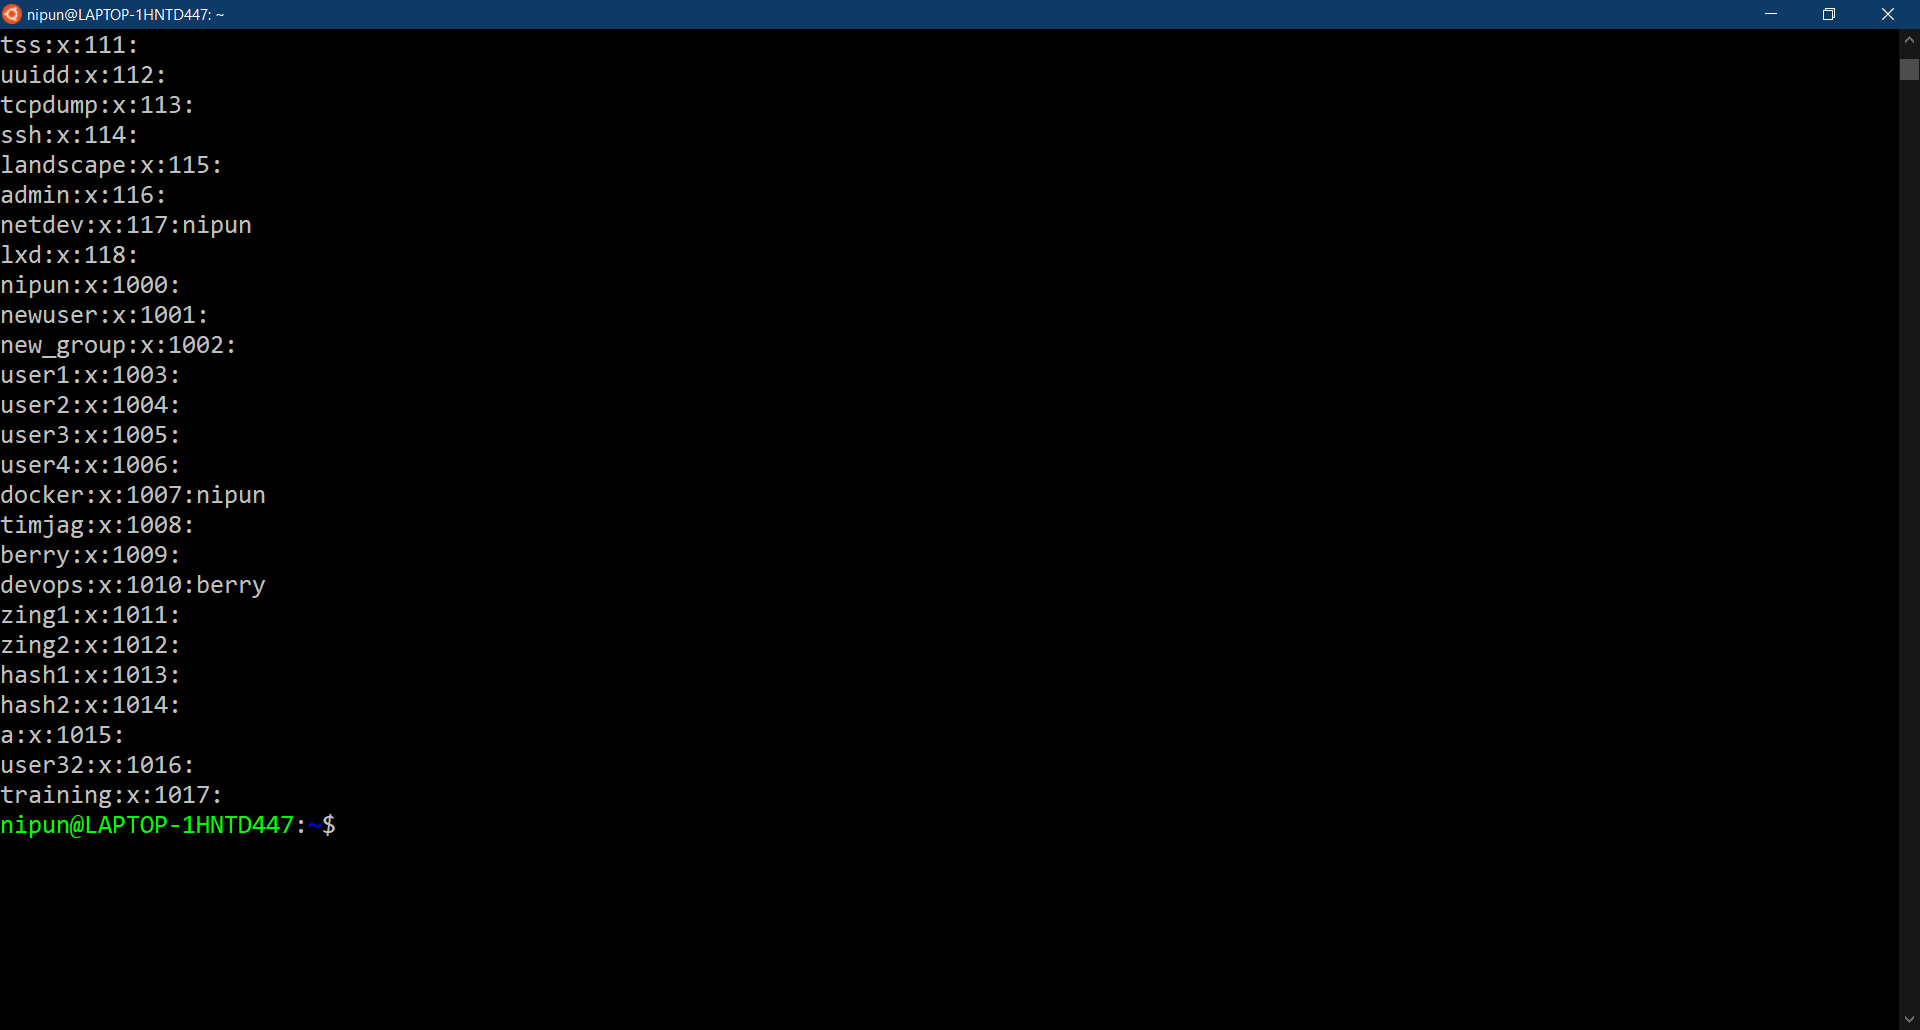 nipun@LAPTOP-1HNTD447: ~
tss:x:111:
uuidd:x:112:
tcpdump:x:113:
ssh:x:114:
landscape:x:115:
admin:x:116:
netdev:x:117:nipun
lxd:x:118:
nipun:x:1000:
newuser:x:1001:
new_group:x:1002:
user1:x:1003:
user2:x:1004:
user3:x:1005:
user4:x:1006:
docker:x:1007:nipun
timjag:x:1008:
berry:x:1009:
devops:x:1010:berry
zing1:x:1011:
zing2:x:1012:
hash1:x:1013:
hash2:x:1014:
a:x:1015:
user32:x:1016:
training:x:1017:
nipun@LAPTOP-1HNTD447:~$